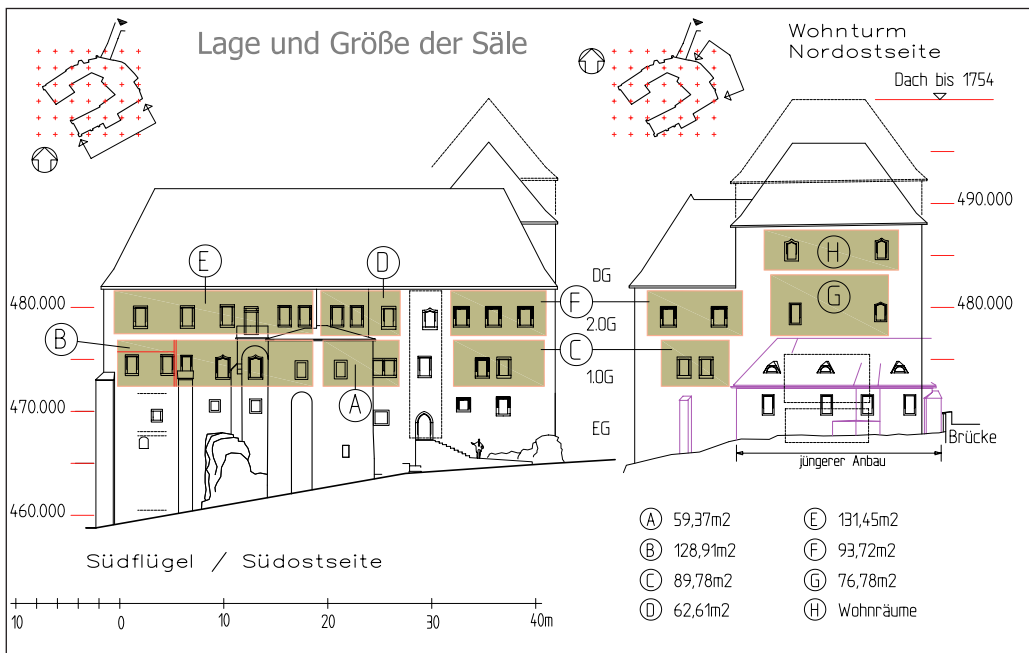 Lage und Größe der Säle
Wohnturm
Nordostseite
Dach bis 1754
490.000
H
E
D
G
DG
480.000
F
480.000
2.OG
B
C
1.OG
A
470.000
EG
Brücke
jüngerer Anbau
460.000
Südflügel / Südostseite
A 59,37m2
B 128,91m2
C 89,78m2
D 62,61m2
E 131,45m2
F 93,72m2
G 76,78m2
H Wohnräume
10 0 10 20 30 40m